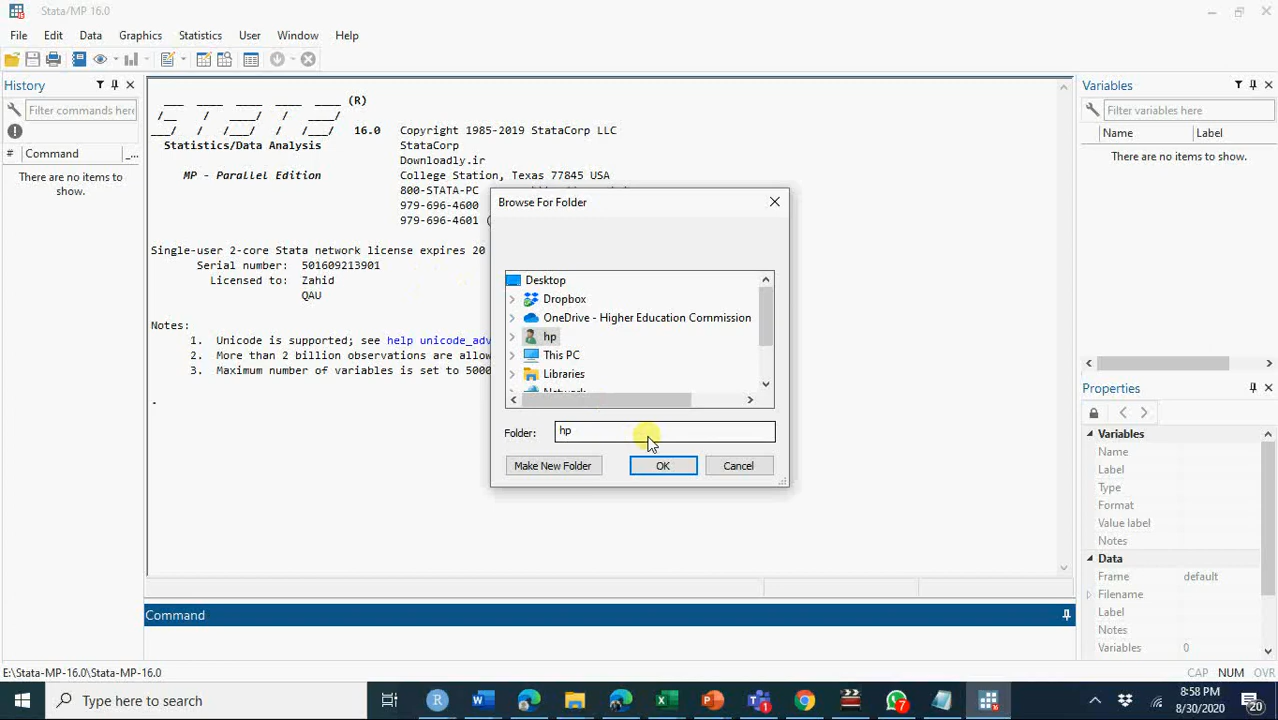 Stata/MP 16.0
File Edit Data Graphics Statistics User Window Help
History
Filter commands here
# Command
There are no items to
show.
(R)
16.0 Copyright 1985-2019 StataCorp LLC
Statistics/Data Analysis StataCorp
Downloadly.ir
MP - Parallel Edition College Station, Texas 77845 USA
800-STATA-PC
979-696-4600
979-696-4601 (
Single-user 2-core Stata network license expires 20
Serial number: 501609213901
Licensed to: Zahid
QAU
Notes:
1. Unicode is supported; see help unicode_adv
2. More than 2 billion observations are allow
3. Maximum number of variables is set to 5000
.
Browse For Folder
Desktop
Dropbox
OneDrive - Higher Education Commission
hp
This PC
Libraries
Network
Folder: hp
Make New Folder OK Cancel
Command
Variables
Filter variables here
Name Label
There are no items to show.
Properties
Variables
Name
Label
Type
Format
Value label
Notes
Data
Frame default
Filename
Label
Notes
Variables 0
E:\Stata-MP-16.0\Stata-MP-16.0
CAP NUM OVR
Type here to search
8:58 PM
8/30/2020
20